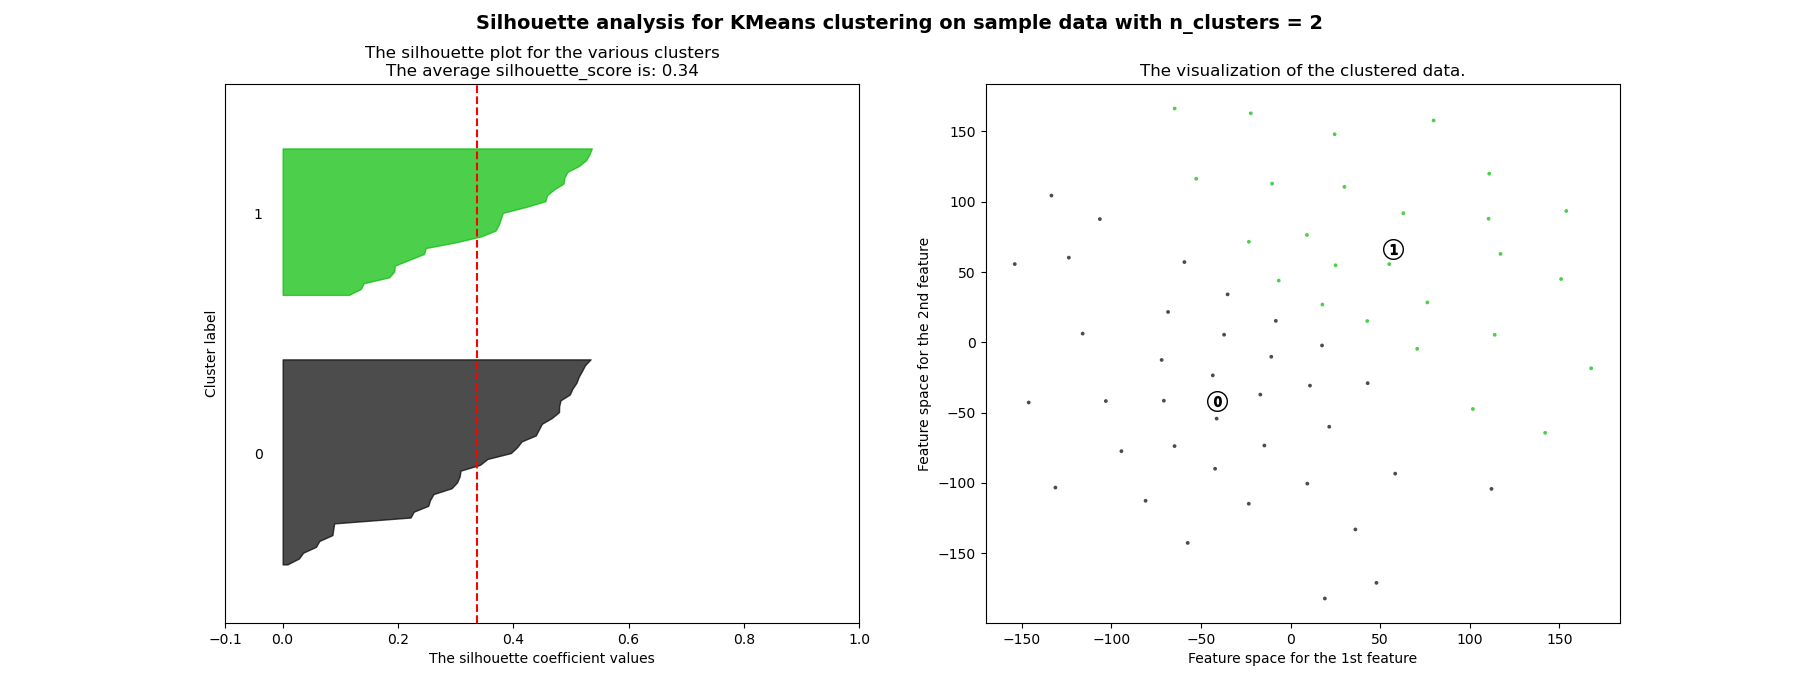 Silhouette analysis for KMeans clustering on sample data with n_clusters = 2
The silhouette plot for the various clusters
The average silhouette_score is: 0.34
1
0
Cluster label
−0.1 0.0 0.2 0.4 0.6 0.8 1.0
The silhouette coefficient values
The visualization of the clustered data.
150
100
50
0
−50
−100
−150
Feature space for the 2nd feature
1
0
−150 −100 −50 0 50 100 150
Feature space for the 1st feature